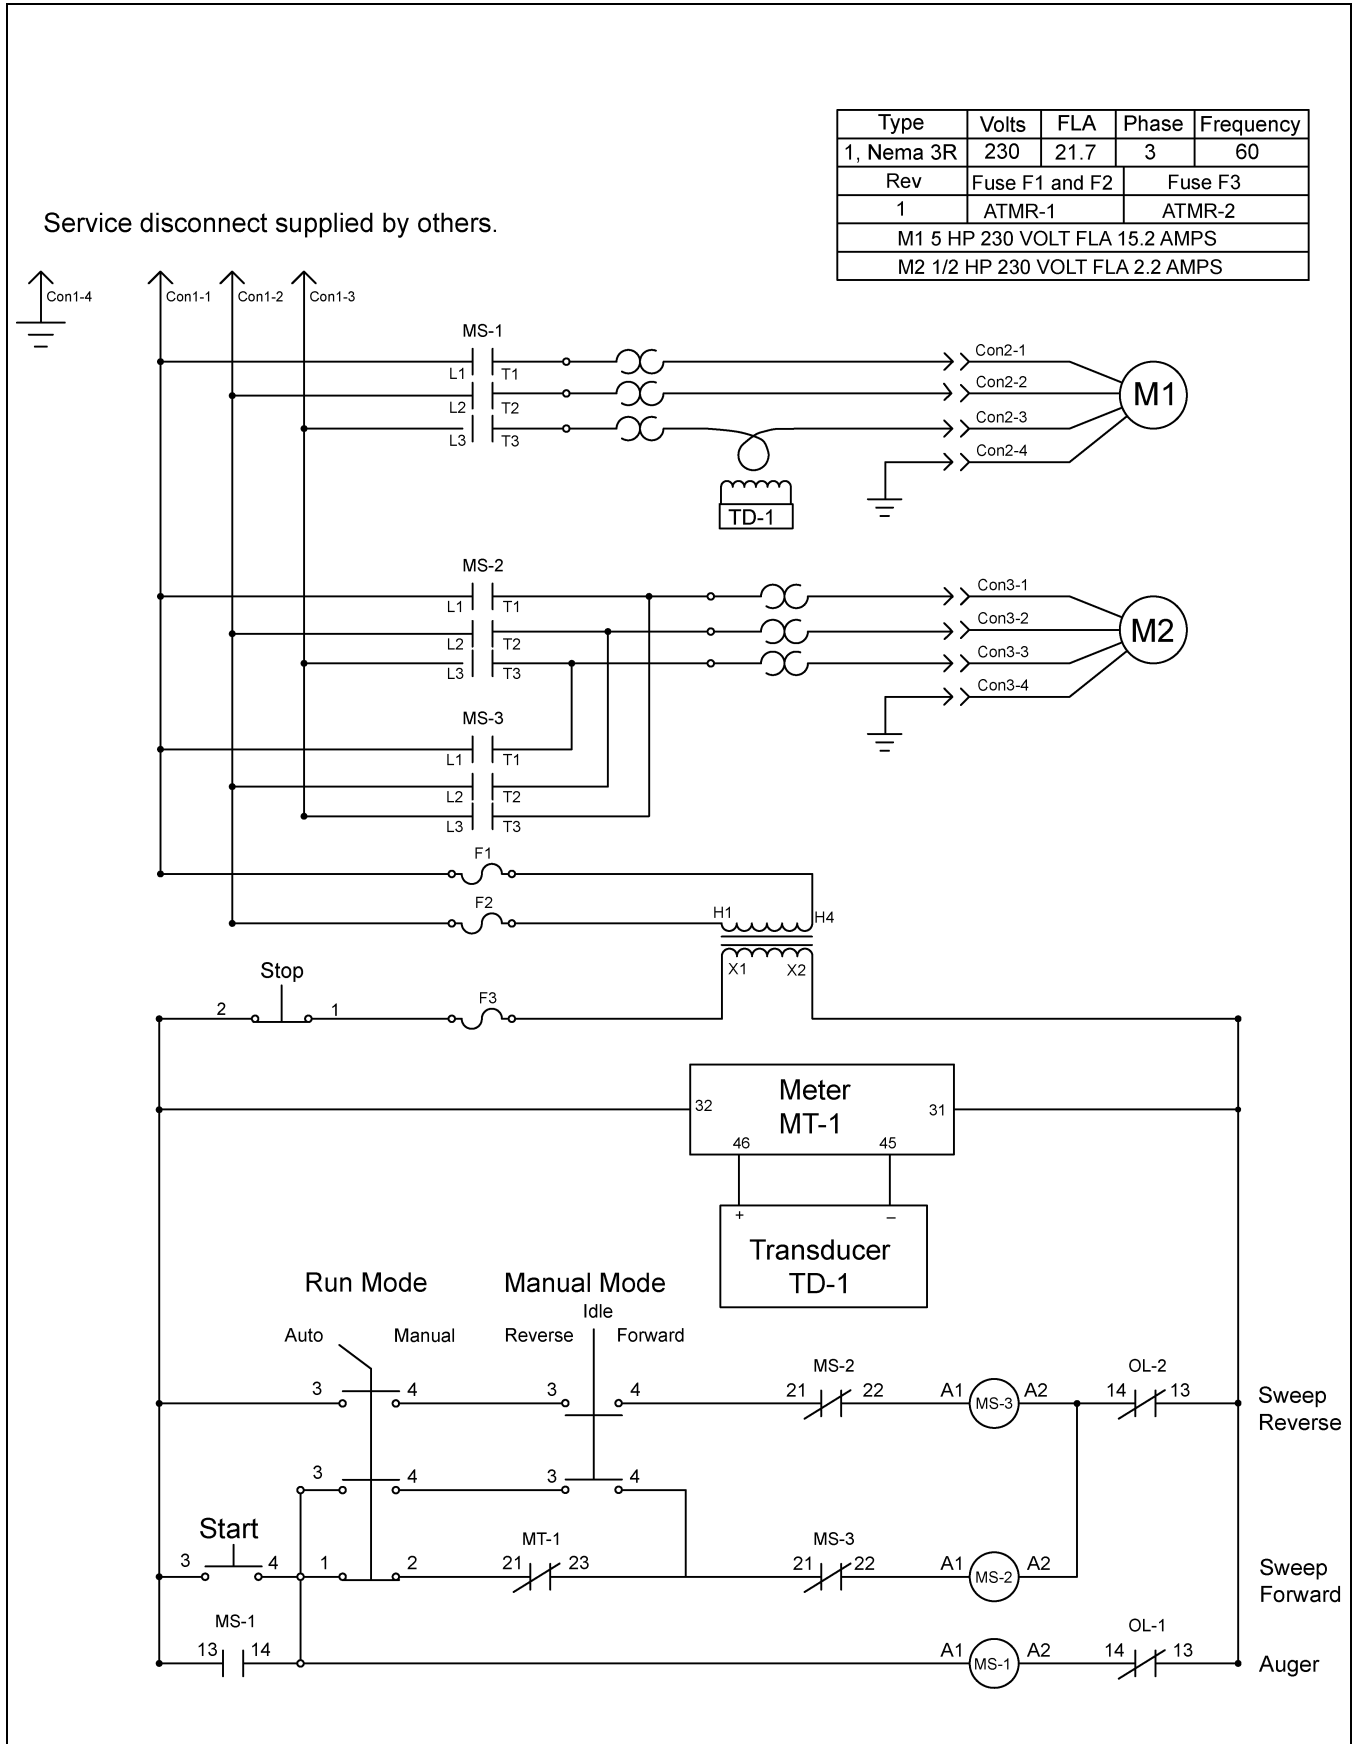 Type Volts FLA Phase Frequency
1, Nema 3R 230 21.7 3 60
Rev Fuse F1 and F2 Fuse F3
1 ATMR-1 ATMR-2
M1 5 HP 230 VOLT FLA 15.2 AMPS
M2 1/2 HP 230 VOLT FLA 2.2 AMPS
Service disconnect supplied by others.
Con1-4 Con1-1 Con1-2 Con1-3
MS-1
L1 T1 Con2-1
L2 T2 Con2-2
L3 T3 Con2-3
Con2-4
M1
TD-1
MS-2
L1 T1 Con3-1
L2 T2 Con3-2
L3 T3 Con3-3
Con3-4
M2
MS-3
L1 T1
L2 T2
L3 T3
F1
F2
H1 H4
X1 X2
Stop
2 1
F3
Meter
MT-1
32 31
46 45
+ –
Transducer
TD-1
Run Mode Manual Mode
Idle
Auto Manual Reverse Forward
MS-2 OL-2
3 4 3 4 21 22 A1 MS-3 A2 14 13
Sweep
Reverse
3 4 3 4
Start
MT-1 MS-3
3 4 1 2 21 23 21 22 A1 MS-2 A2
Sweep
Forward
MS-1 OL-1
13 14 A1 MS-1 A2 14 13
Auger